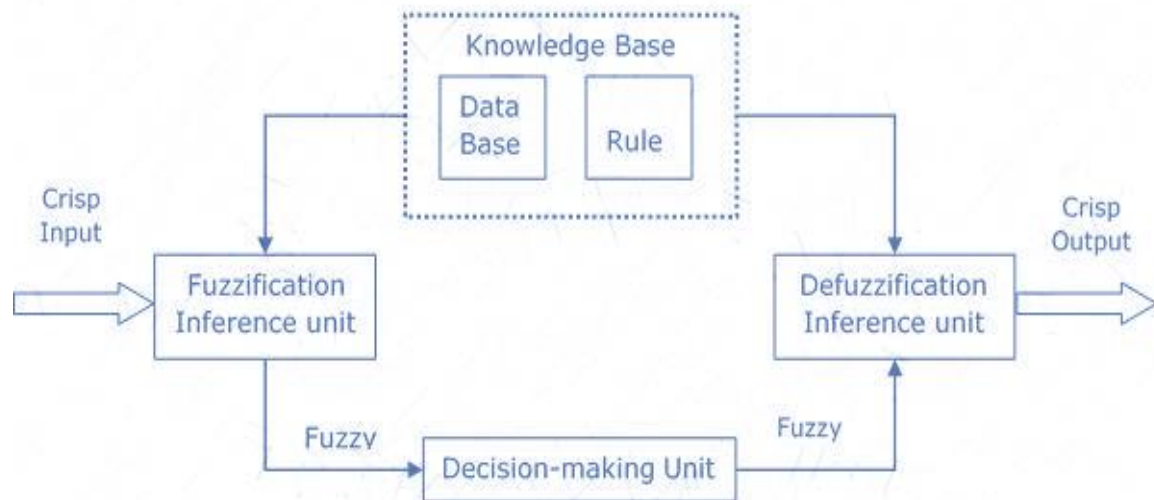 Knowledge Base
Data
Base
Rule
Crisp
Input
Crisp
Output
Fuzzification
Inference unit
Defuzzification
Inference unit
Fuzzy
Fuzzy
Decision-making Unit